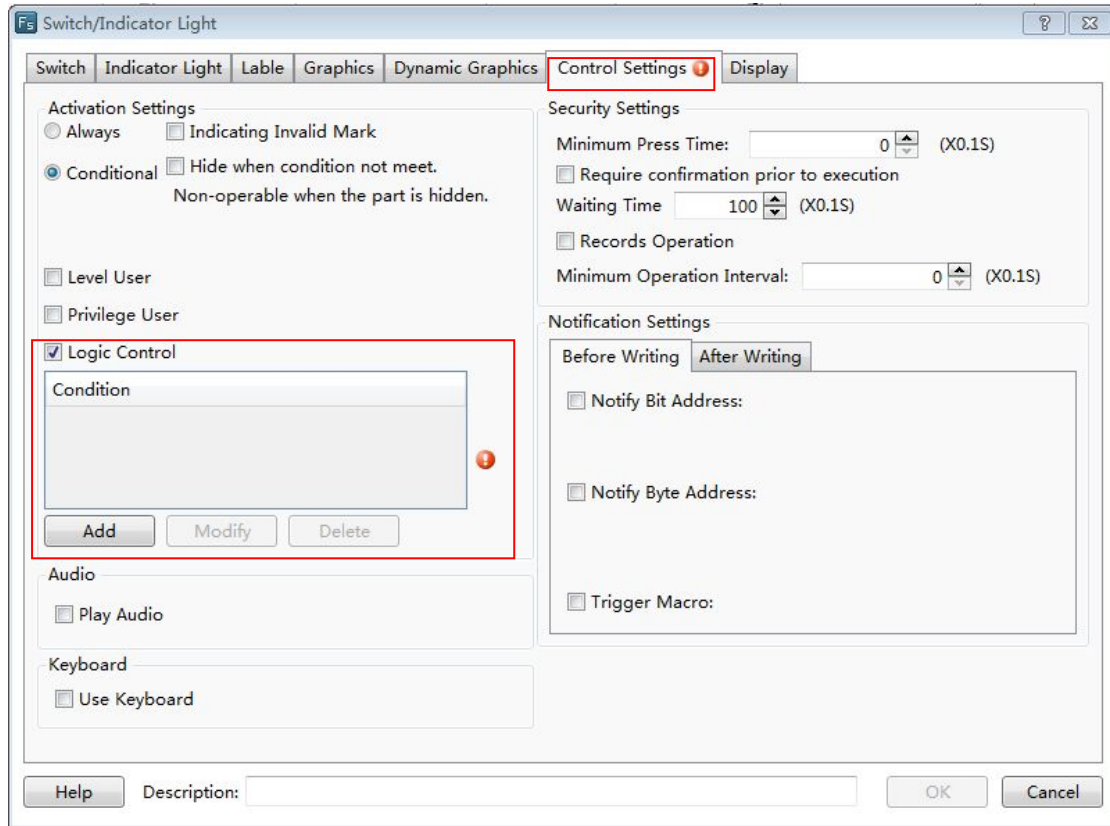 Fs Switch/Indicator Light
Switch Indicator Light Lable Graphics Dynamic Graphics Control Settings Display
Activation Settings
Always Indicating Invalid Mark
Conditional Hide when condition not meet.
Non-operable when the part is hidden.
Level User
Privilege User
Logic Control
Condition
Add Modify Delete
Audio
Play Audio
Keyboard
Use Keyboard
Security Settings
Minimum Press Time: 0 (X0.1S)
Require confirmation prior to execution
Waiting Time 100 (X0.1S)
Records Operation
Minimum Operation Interval: 0 (X0.1S)
Notification Settings
Before Writing After Writing
Notify Bit Address:
Notify Byte Address:
Trigger Macro:
Help Description: OK Cancel